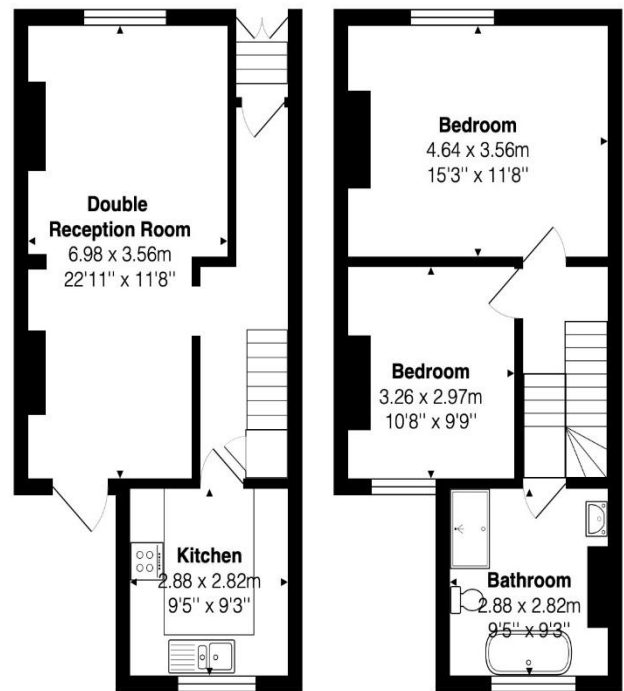 Double
Reception Room
6.98 x 3.56m
22'11'' x 11'8''
Kitchen
2.88 x 2.82m
9'5'' x 9'3''
Bedroom
4.64 x 3.56m
15'3'' x 11'8''
Bedroom
3.26 x 2.97m
10'8'' x 9'9''
Bathroom
2.88 x 2.82m
9'5'' x 9'3''